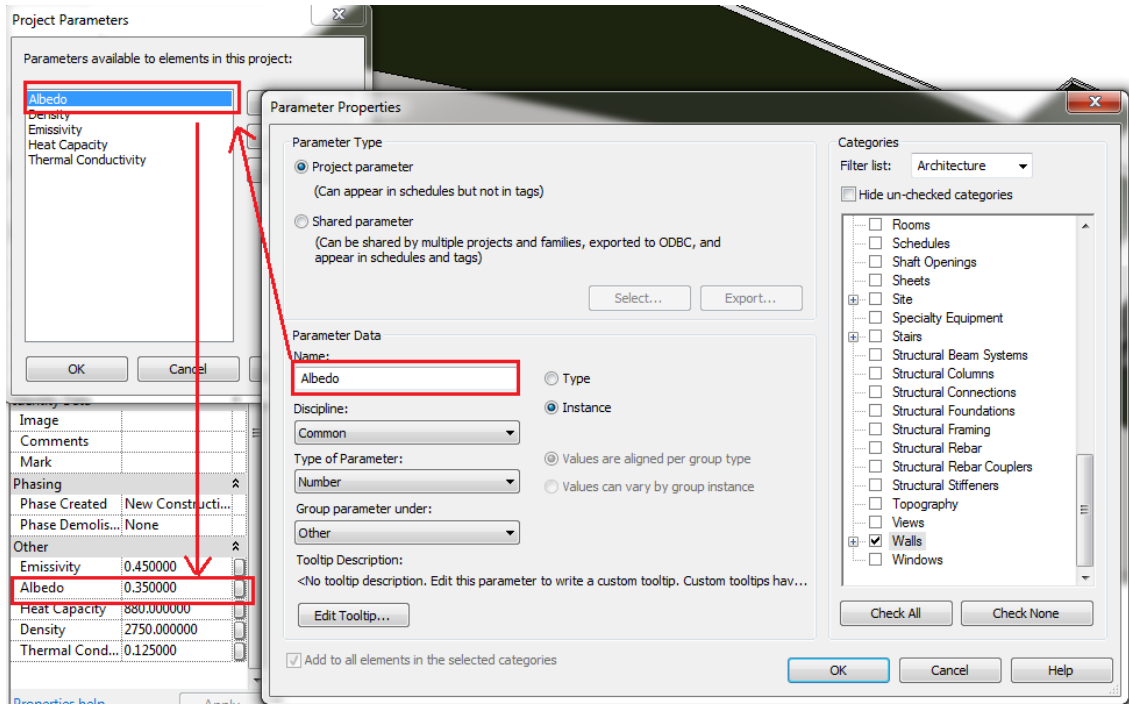 Project Parameters
Parameters available to elements in this project:
Albedo
Density
Emissivity
Heat Capacity
Thermal Conductivity
OK
Cancel
Image
Comments
Mark
Phasing
Phase Created New Constructi...
Phase Demolis... None
Other
Emissivity 0.450000
Albedo 0.350000
Heat Capacity 880.000000
Density 2750.000000
Thermal Cond... 0.125000
Properties help
Apply
Parameter Properties
Parameter Type
Project parameter
(Can appear in schedules but not in tags)
Shared parameter
(Can be shared by multiple projects and families, exported to ODBC, and
appear in schedules and tags)
Select...
Export...
Parameter Data
Name:
Albedo
Type
Instance
Discipline:
Common
Type of Parameter:
Number
Values are aligned per group type
Values can vary by group instance
Group parameter under:
Other
Tooltip Description:
<No tooltip description. Edit this parameter to write a custom tooltip. Custom tooltips hav...
Edit Tooltip...
Add to all elements in the selected categories
Categories
Filter list: Architecture
Hide un-checked categories
Rooms
Schedules
Shaft Openings
Sheets
Site
Specialty Equipment
Stairs
Structural Beam Systems
Structural Columns
Structural Connections
Structural Foundations
Structural Framing
Structural Rebar
Structural Rebar Couplers
Structural Stiffeners
Topography
Views
Walls
Windows
Check All
Check None
OK
Cancel
Help